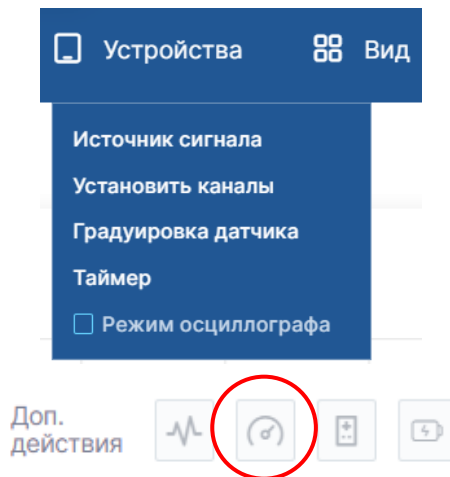 Устройства Вид
Источник сигнала
Установить каналы
Градуировка датчика
Таймер
Режим осциллографа
Доп.
действия